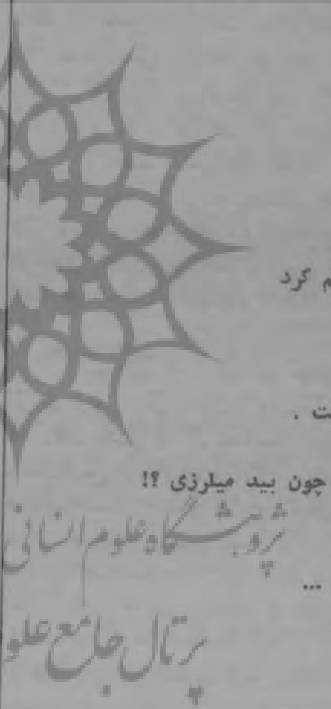 م کرد
ت .
چون بید میلرزی ؟!
پژوهشگاه علوم انسانی
...
پرتال جامع علو